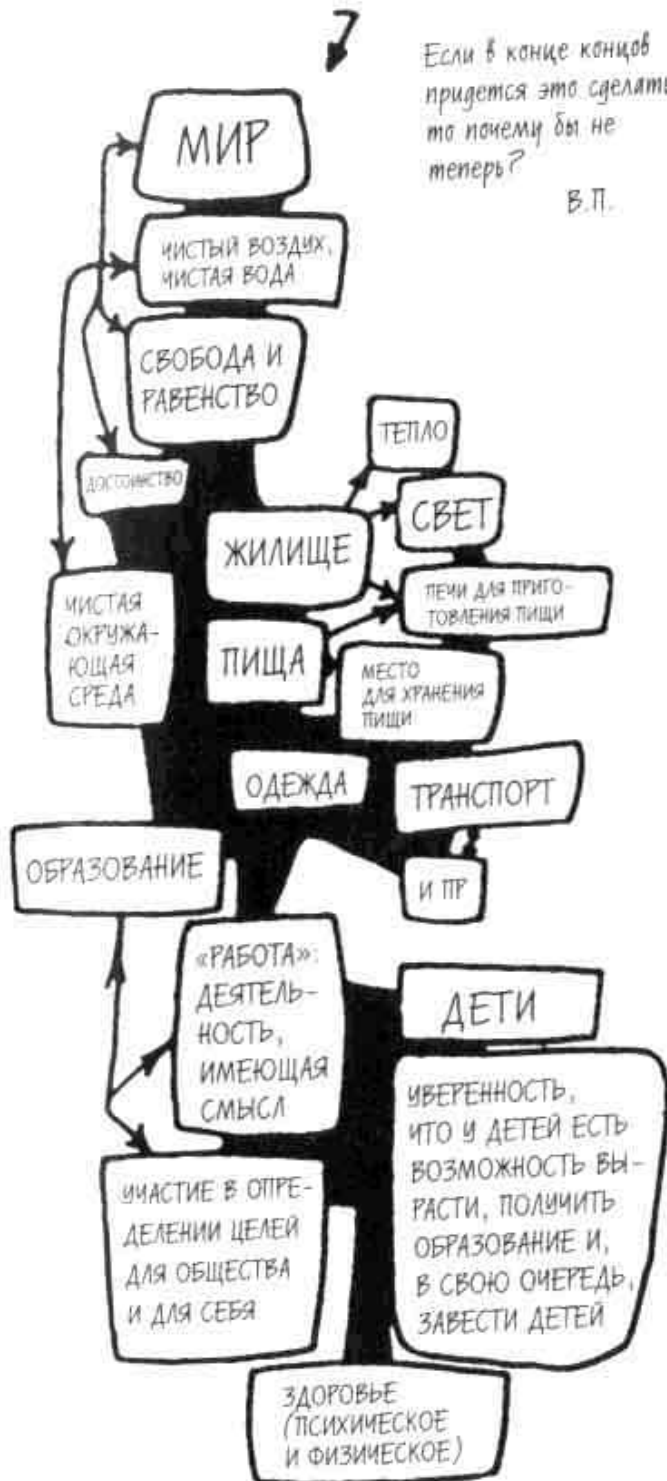 Если в конце концов
придется это сделать
то почему бы не
теперь?
В.П.
МИР
ЧИСТЫЙ ВОЗДУХ,
ЧИСТАЯ ВОДА
СВОБОДА И
РАВЕНСТВО
ТЕПЛО
ДОСТОИНСТВО
СВЕТ
ЖИЛИЩЕ
ЧИСТАЯ
ОКРУЖА-
ЮЩАЯ
СРЕДА
ПЕЧИ ДЛЯ ПРИГО-
ТОВЛЕНИЯ ПИЩИ
ПИЩА
МЕСТО
ДЛЯ ХРАНЕНИЯ
ПИЩИ
ОДЕЖДА
ТРАНСПОРТ
ОБРАЗОВАНИЕ
И ПР
«РАБОТА»:
ДЕЯТЕЛЬ-
НОСТЬ,
ИМЕЮЩАЯ
СМЫСЛ
ДЕТИ
УВЕРЕННОСТЬ,
ЧТО У ДЕТЕЙ ЕСТЬ
ВОЗМОЖНОСТЬ ВЫ-
РАСТИ, ПОЛУЧИТЬ
ОБРАЗОВАНИЕ И,
В СВОЮ ОЧЕРЕДЬ,
ЗАВЕСТИ ДЕТЕЙ
УЧАСТИЕ В ОПРЕ-
ДЕЛЕНИИ ЦЕЛЕЙ
ДЛЯ ОБЩЕСТВА
И ДЛЯ СЕБЯ
ЗДОРОВЬЕ
(ПСИХИЧЕСКОЕ
И ФИЗИЧЕСКОЕ)